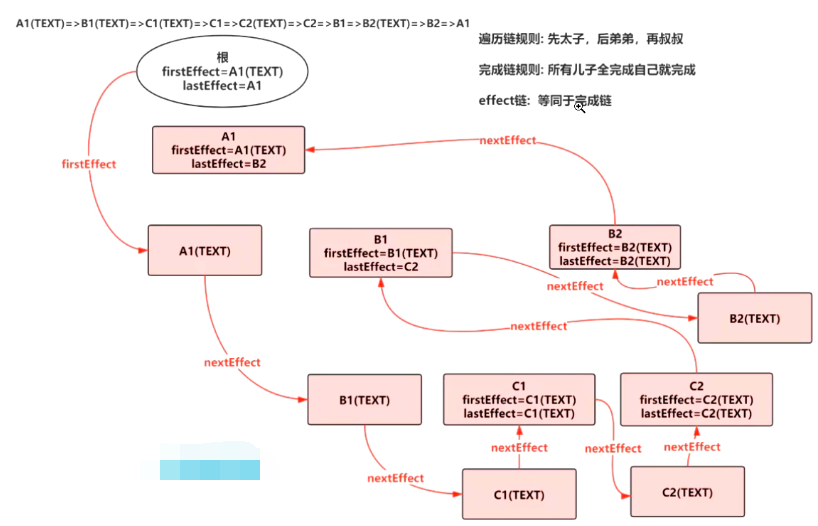 A1(TEXT)=>B1(TEXT)=>C1(TEXT)=>C1=>C2(TEXT)=>C2=>B1=>B2(TEXT)=>B2=>A1
遍历链规则: 先太子，后弟弟，再叔叔
完成链规则: 所有儿子全完成自己就完成
effect链: 等同于完成链
根
firstEffect=A1(TEXT)
lastEffect=A1
firstEffect
A1
firstEffect=A1(TEXT)
lastEffect=B2
nextEffect
A1(TEXT)
B1
firstEffect=B1(TEXT)
lastEffect=C2
B2
firstEffect=B2(TEXT)
lastEffect=B2(TEXT)
nextEffect
nextEffect
B2(TEXT)
nextEffect
nextEffect
B1(TEXT)
C1
firstEffect=C1(TEXT)
lastEffect=C1(TEXT)
C2
firstEffect=C2(TEXT)
lastEffect=C2(TEXT)
nextEffect
nextEffect
nextEffect
nextEffect
C1(TEXT)
C2(TEXT)